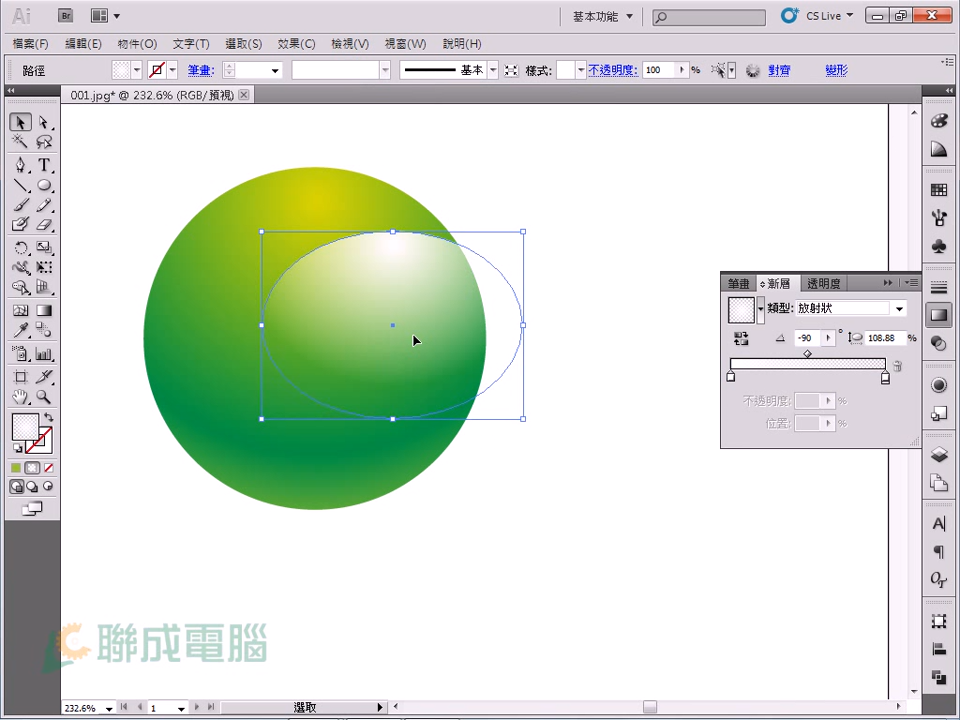 Ai Br 基本功能 CS Live
檔案(F) 編輯(E) 物件(O) 文字(T) 選取(S) 效果(C) 檢視(V) 視窗(W) 說明(H)
路徑 筆畫: 基本 樣式: 不透明度: 100 % 對齊 變形
001.jpg* @ 232.6% (RGB/預視)
筆畫 漸層 透明度
類型: 放射狀
-90 ° 108.88 %
不透明度: %
位置: %
聯成電腦
232.6% 1 選取